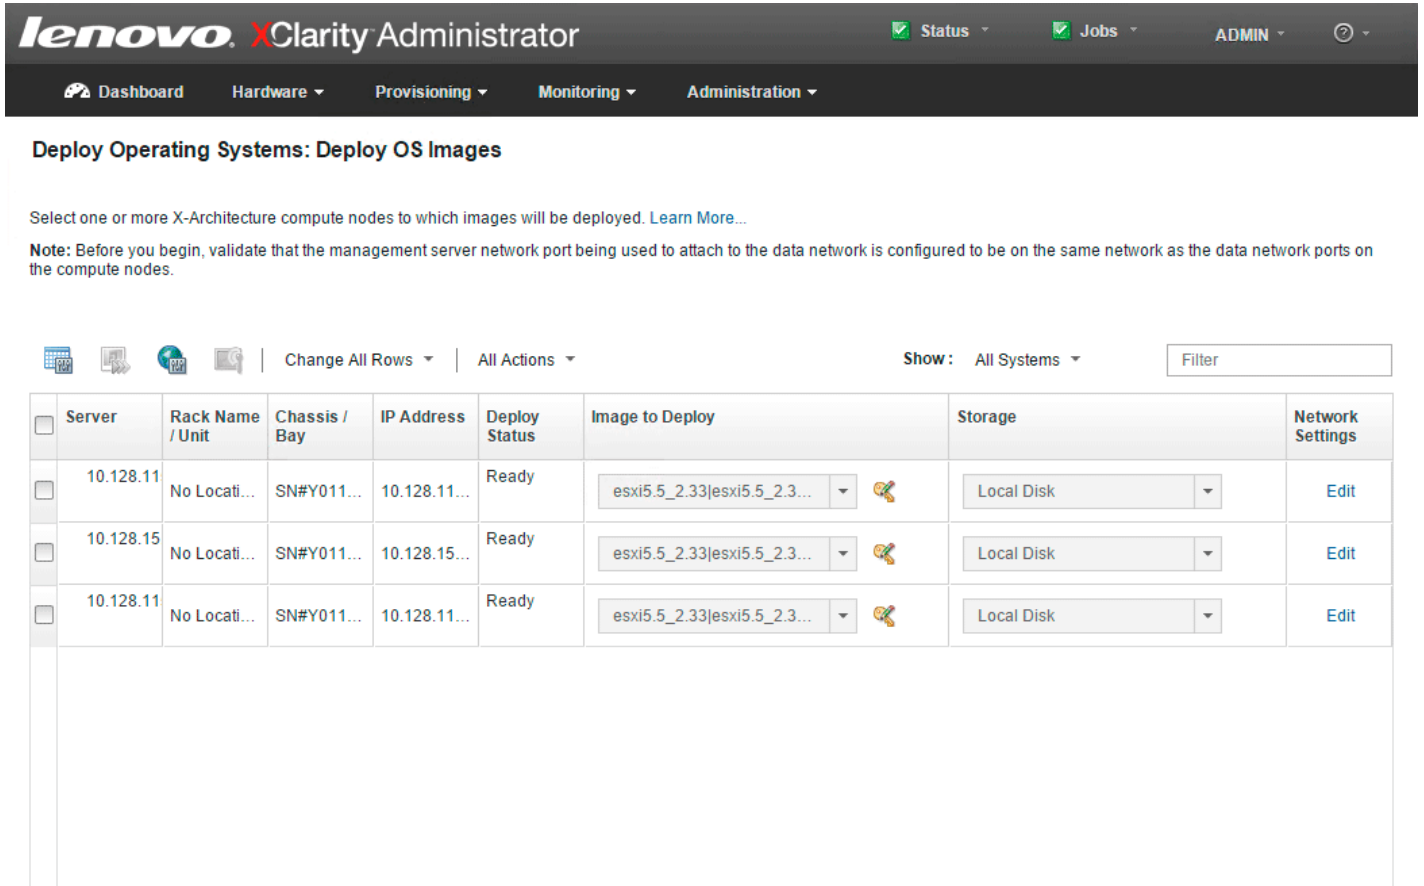 lenovo. XClarity Administrator Status Jobs ADMIN ?
Dashboard Hardware Provisioning Monitoring Administration
Deploy Operating Systems: Deploy OS Images
Select one or more X-Architecture compute nodes to which images will be deployed. Learn More...
Note: Before you begin, validate that the management server network port being used to attach to the data network is configured to be on the same network as the data network ports on
the compute nodes.
Change All Rows All Actions Show: All Systems Filter
Server Rack Name / Unit Chassis / Bay IP Address Deploy Status Image to Deploy Storage Network Settings
10.128.11 No Locati... SN#Y011... 10.128.11... Ready esxi5.5_2.33|esxi5.5_2.3... Local Disk Edit
10.128.15 No Locati... SN#Y011... 10.128.15... Ready esxi5.5_2.33|esxi5.5_2.3... Local Disk Edit
10.128.11 No Locati... SN#Y011... 10.128.11... Ready esxi5.5_2.33|esxi5.5_2.3... Local Disk Edit